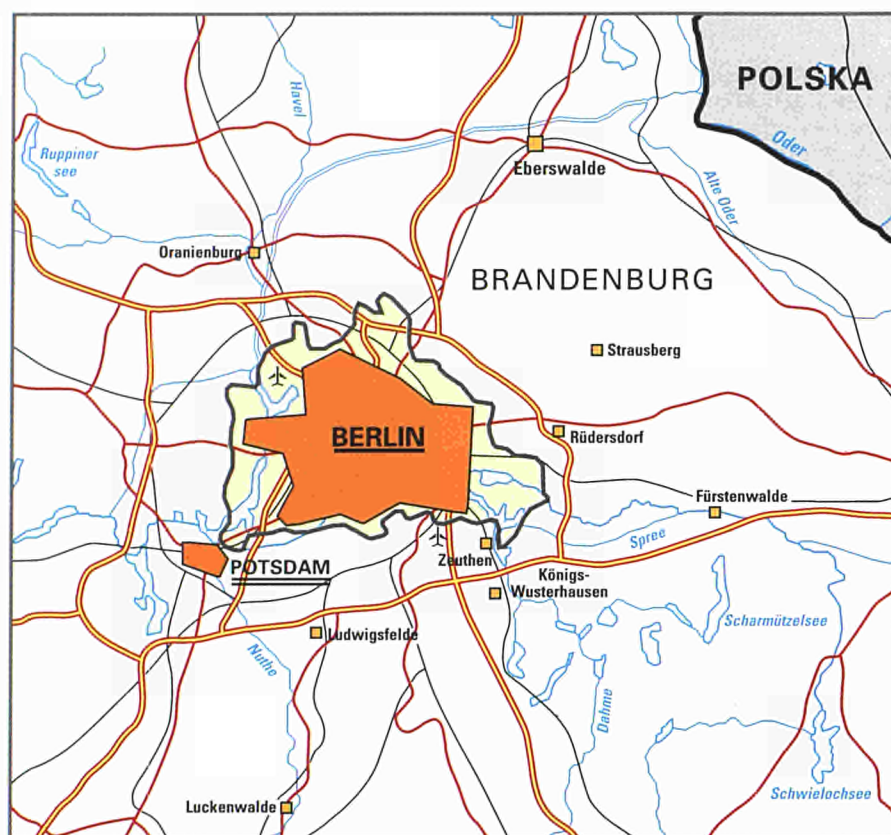 POLSKA
Havel
Oder
Ruppiner
see
Eberswalde
Alte Oder
Oranienburg
BRANDENBURG
Strausberg
BERLIN
Rüdersdorf
Fürstenwalde
Spree
Zeuthen
POTSDAM
Königs-
Wusterhausen
Scharmützelsee
Ludwigsfelde
Nuthe
Dahme
Schwielochsee
Luckenwalde